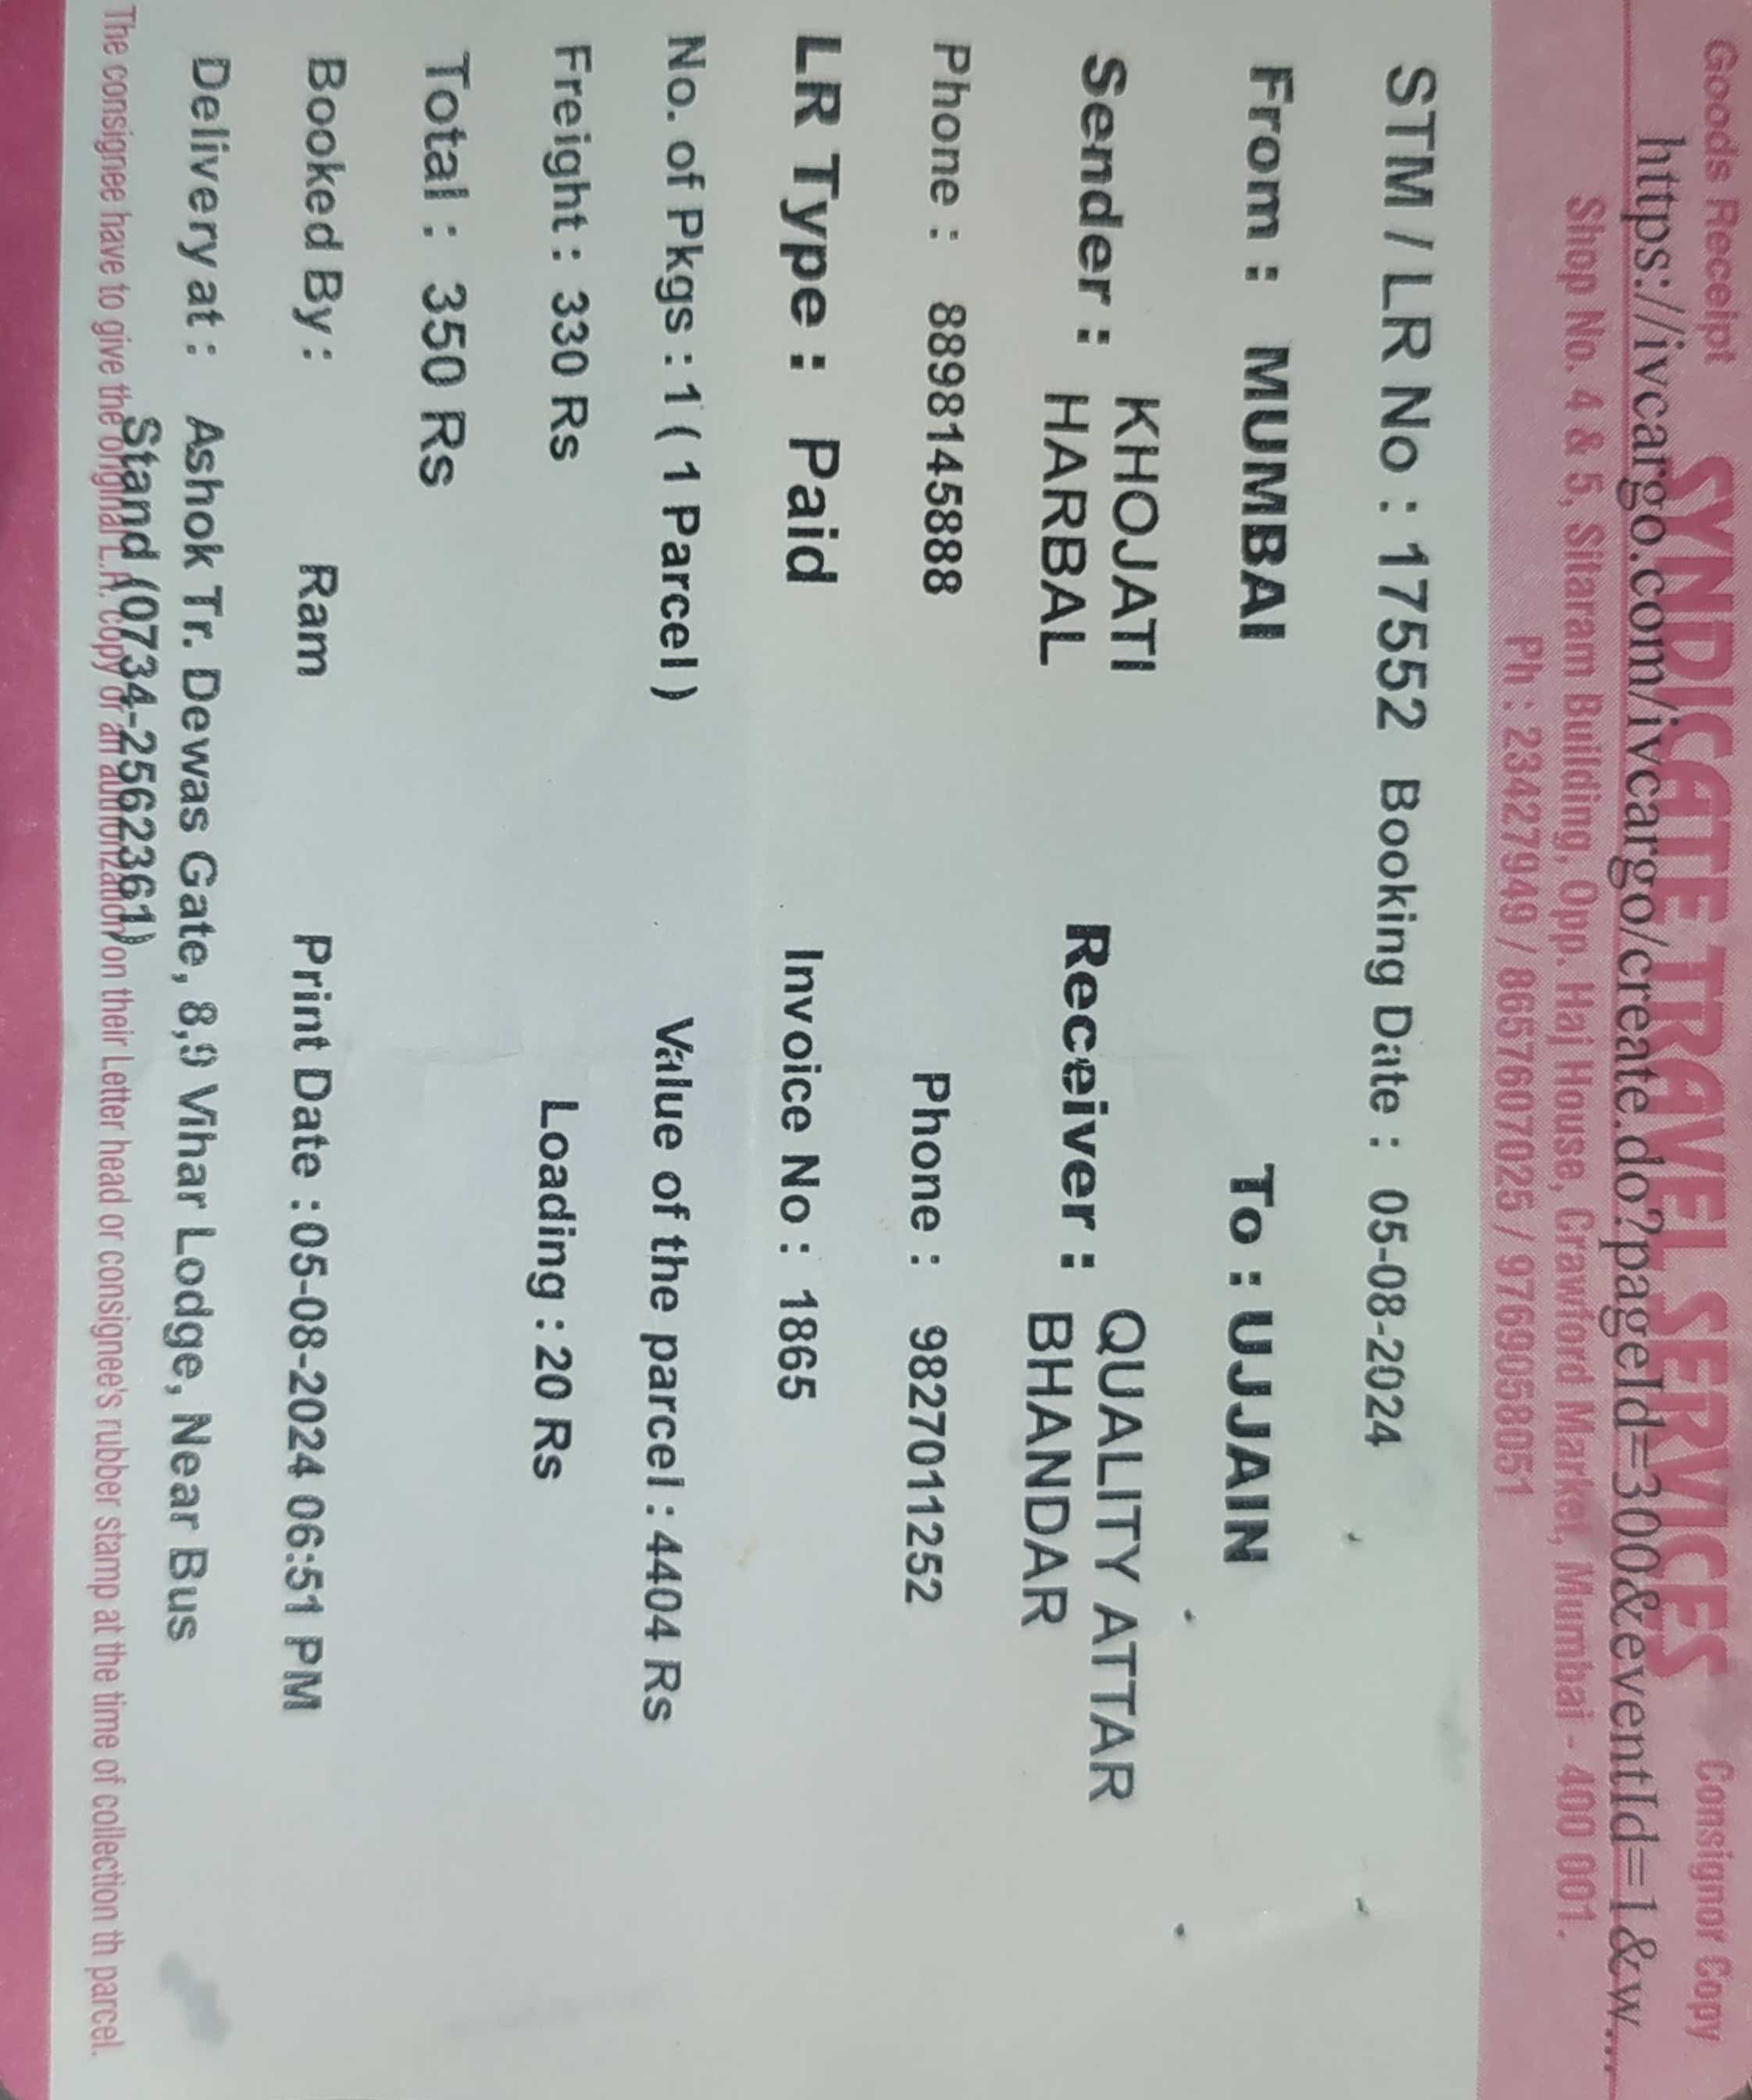 Goods Receipt SYNDICATE TRAVEL SERVICES Consignor Copy
https://ivcargo.com/ivcargo/create.do?pageId=300&eventId=1&w...
Shop No. 4 & 5, Sitaram Building, Opp. Haj House, Crawford Market, Mumbai - 400 001.
Ph : 23427949 / 8657607025 / 9769058051
STM / LR No : 17552 Booking Date : 05-08-2024
From : MUMBAI To : UJJAIN
Sender : KHOJATI HARBAL Receiver : QUALITY ATTAR BHANDAR
Phone : 8898145888 Phone : 9827011252
LR Type : Paid Invoice No : 1865
No. of Pkgs : 1 ( 1 Parcel ) Value of the parcel : 4404 Rs
Freight : 330 Rs Loading : 20 Rs
Total : 350 Rs
Booked By : Ram Print Date : 05-08-2024 06:51 PM
Delivery at : Ashok Tr. Dewas Gate, 8,9 Vihar Lodge, Near Bus
Stand (0734-2562361)
The consignee have to give the original L.R. copy or an authorization on their Letter head or consignee's rubber stamp at the time of collection th parcel.